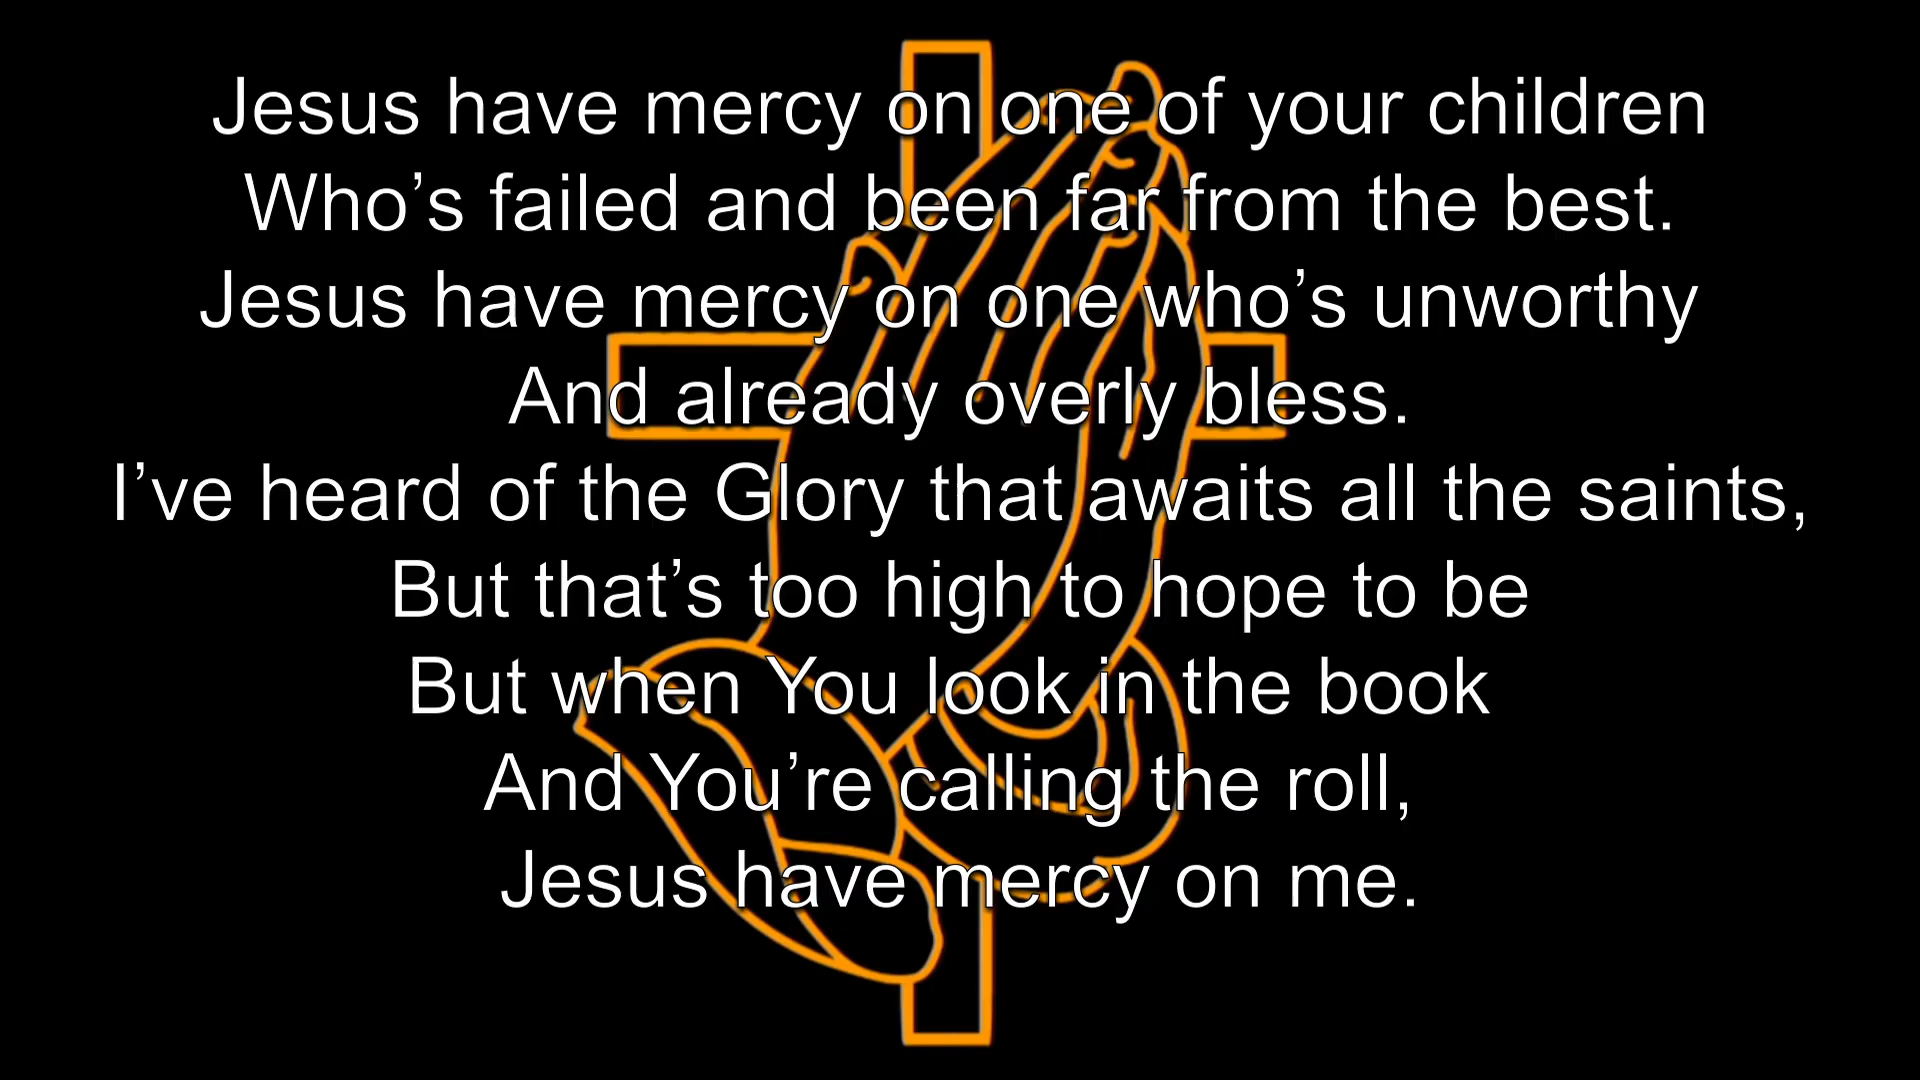 Jesus have mercy on one of your children
Who’s failed and been far from the best.
Jesus have mercy on one who’s unworthy
And already overly bless.
I’ve heard of the Glory that awaits all the saints,
But that’s too high to hope to be
But when You look in the book
And You’re calling the roll,
Jesus have mercy on me.